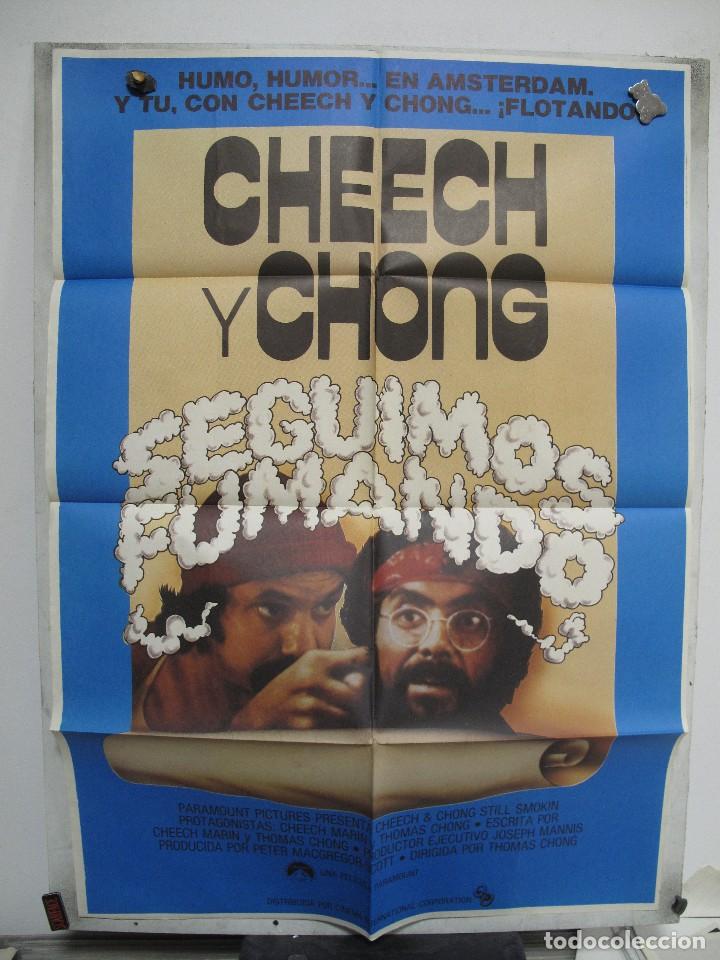 HUMO, HUMOR... EN AMSTERDAM.
Y TU, CON CHEECH Y CHONG... ¡FLOTANDO
CHEECH
Y CHONG
SEGUIMOS
FUMANDO
PARAMOUNT PICTURES PRESENTA CHEECH & CHONG STILL SMOKIN
PROTAGONISTAS: CHEECH MARIN THOMAS CHONG • ESCRITA POR
CHEECH MARIN y THOMAS CHONG • PRODUCTOR EJECUTIVO JOSEPH MANNIS
PRODUCIDA POR PETER MACGREGOR-SCOTT • DIRIGIDA POR THOMAS CHONG
UNA PELICULA PARAMOUNT
DISTRIBUIDA POR CINEMA INTERNATIONAL CORPORATION
todocoleccion.net